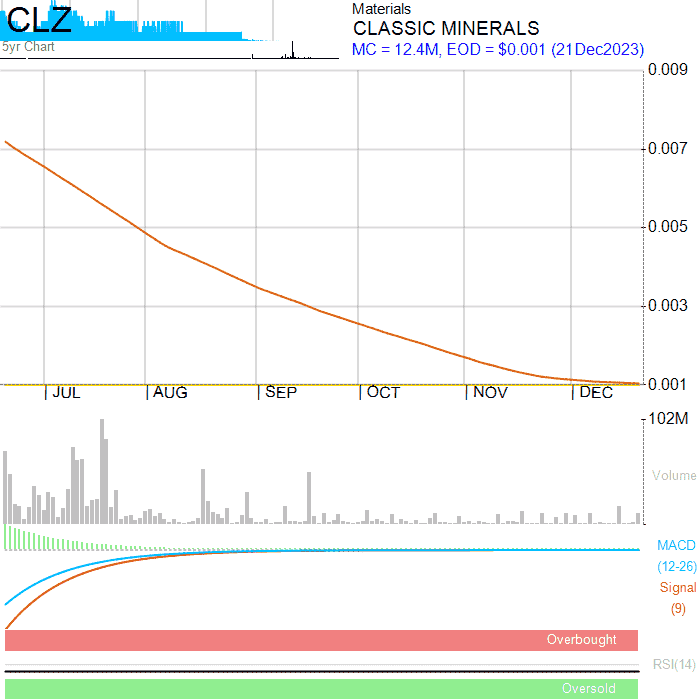 CLZ
5yr Chart
Materials
CLASSIC MINERALS
MC = 12.4M, EOD = $0.001 (21Dec2023)
0.009
0.007
0.005
0.003
0.001
JUL AUG SEP OCT NOV DEC
102M
Volume
MACD
(12-26)
Signal
(9)
Overbought
RSI(14)
Oversold